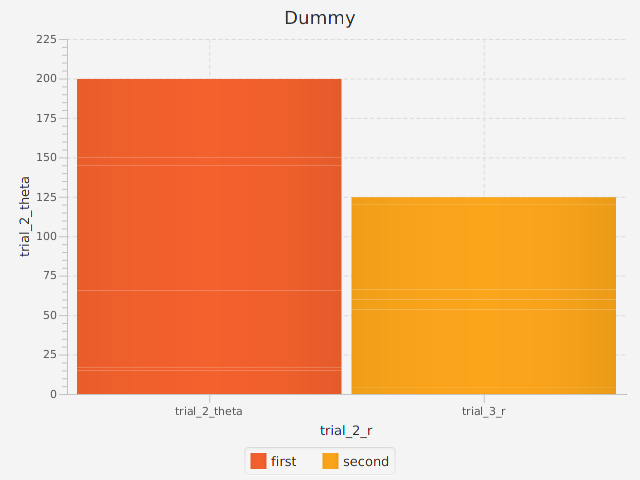 Dummy
225
200
175
150
125
100
75
50
25
0
trial_2_theta
trial_2_theta
trial_3_r
trial_2_r
first
second